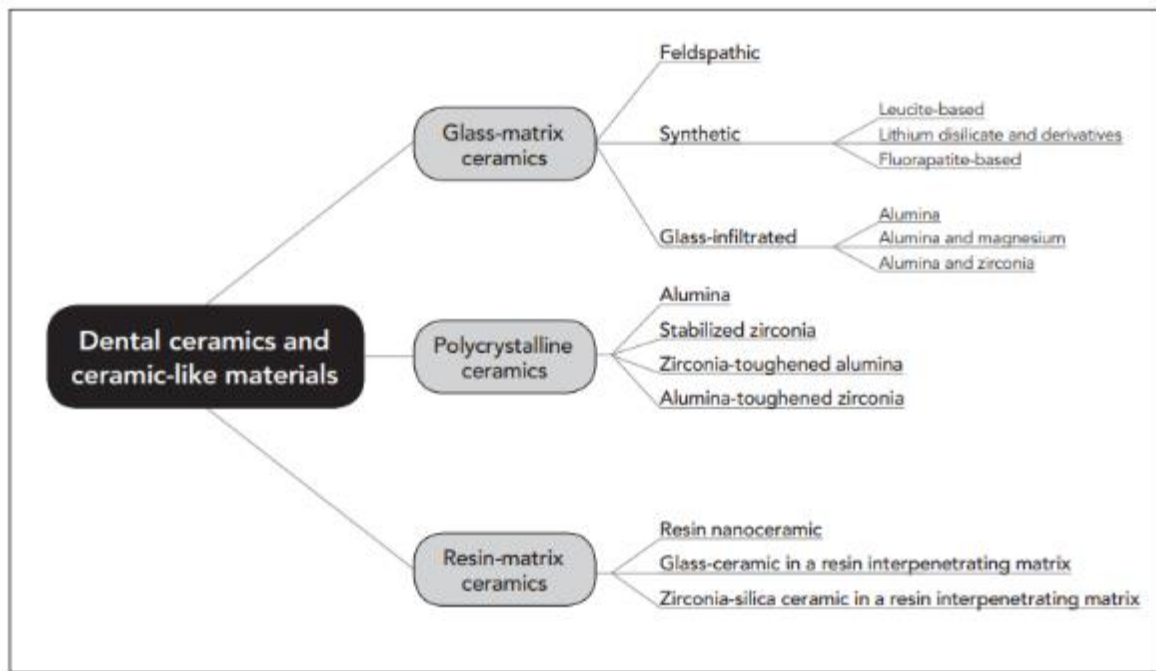 Dental ceramics and
ceramic-like materials
Glass-matrix
ceramics
Feldspathic
Synthetic
Leucite-based
Lithium disilicate and derivatives
Fluorapatite-based
Glass-infiltrated
Alumina
Alumina and magnesium
Alumina and zirconia
Polycrystalline
ceramics
Alumina
Stabilized zirconia
Zirconia-toughened alumina
Alumina-toughened zirconia
Resin-matrix
ceramics
Resin nanoceramic
Glass-ceramic in a resin interpenetrating matrix
Zirconia-silica ceramic in a resin interpenetrating matrix